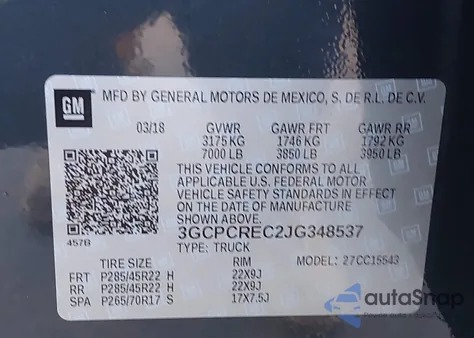 GM
MFD BY GENERAL MOTORS DE MEXICO, S. DE R.L. DE C.V.
03/18 GVWR GAWR FRT GAWR RR
3175 KG 1746 KG 1792 KG
7000 LB 3850 LB 3950 LB
THIS VEHICLE CONFORMS TO ALL
APPLICABLE U.S. FEDERAL MOTOR
VEHICLE SAFETY STANDARDS IN EFFECT
ON THE DATE OF MANUFACTURE
SHOWN ABOVE.
457B
3GCPCREC2JG348537
TYPE: TRUCK
TIRE SIZE RIM MODEL: 27CC15543
FRT P285/45R22 H 22X9J
RR P285/45R22 H 22X9J
SPA P265/70R17 S 17X7.5J
autoSnap